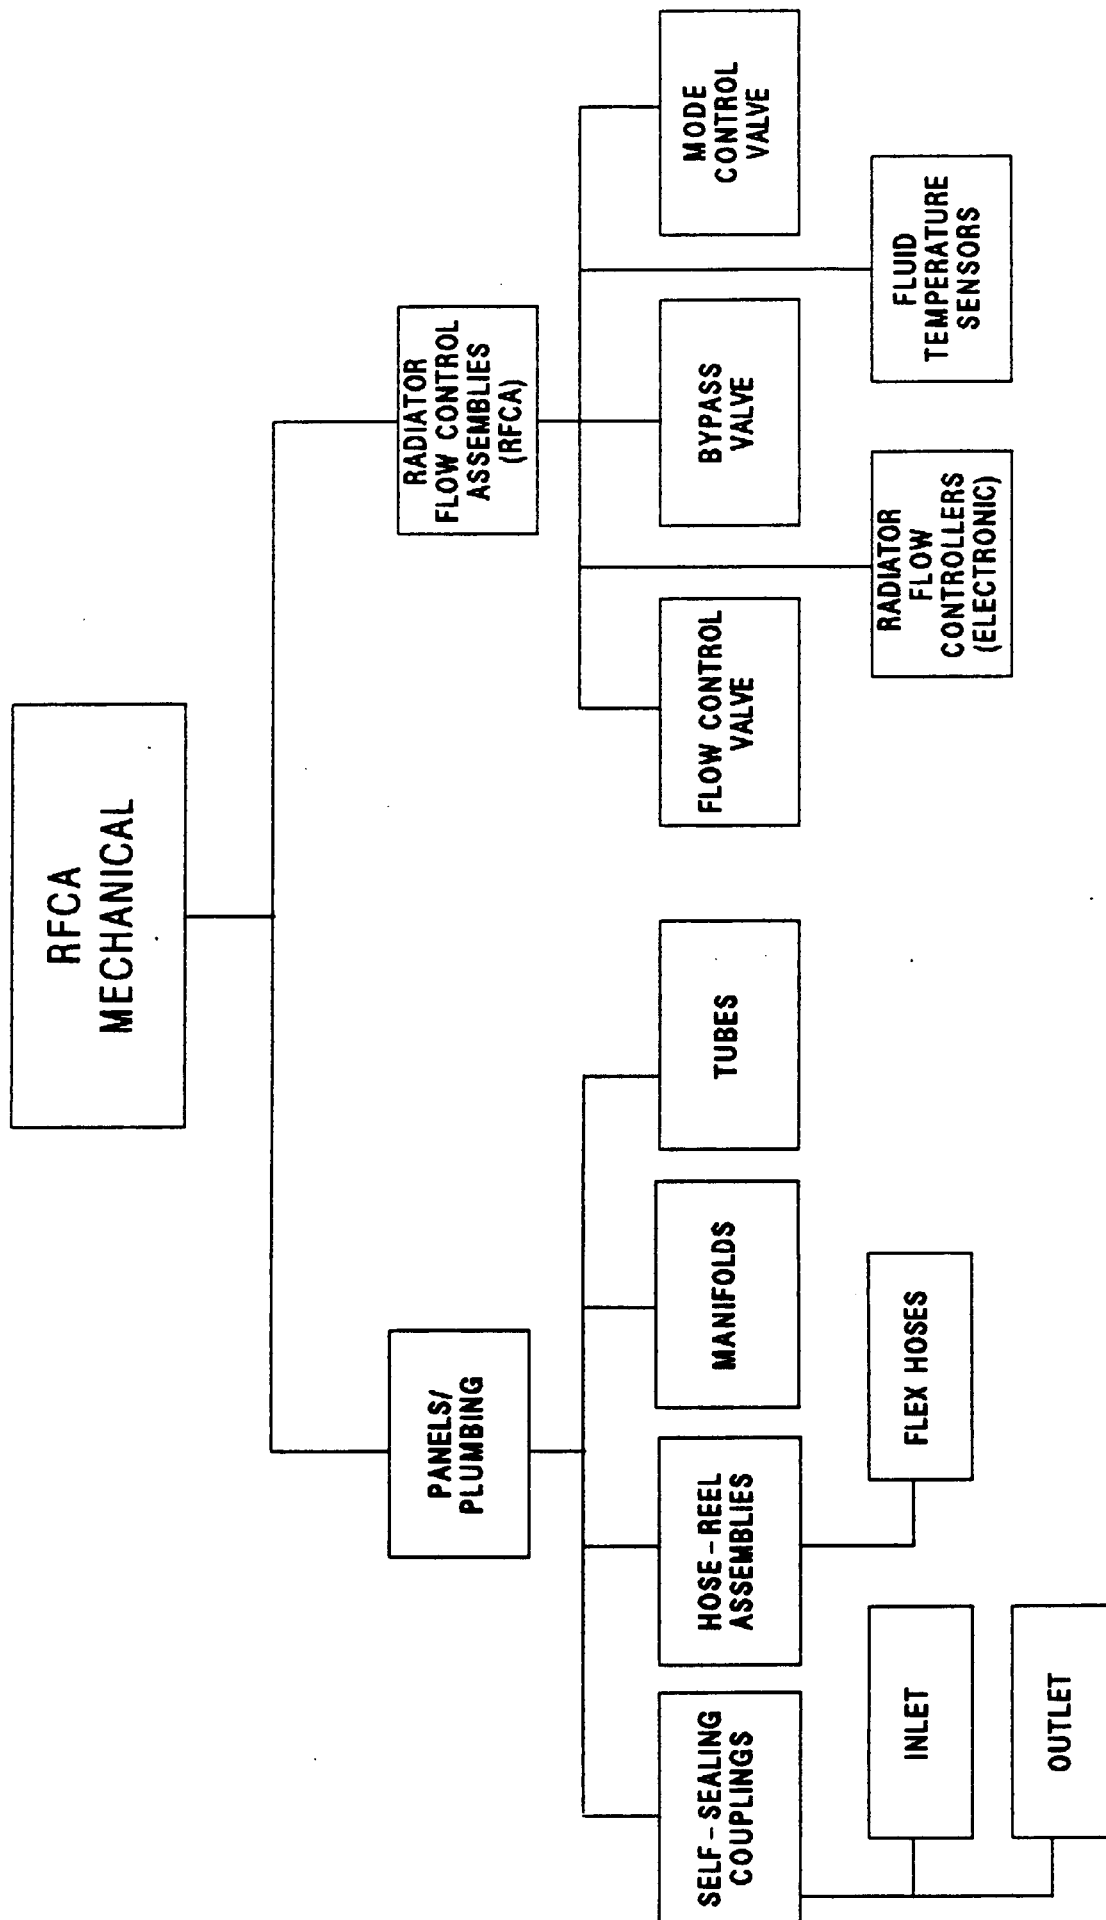 RFCA
MECHANICAL
PANELS/
PLUMBING
RADIATOR
FLOW CONTROL
ASSEMBLIES
(RFCA)
SELF-SEALING
COUPLINGS
HOSE-REEL
ASSEMBLIES
MANIFOLDS
TUBES
FLOW CONTROL
VALVE
BYPASS
VALVE
MODE
CONTROL
VALVE
INLET
FLEX HOSES
RADIATOR
FLOW
CONTROLLERS
(ELECTRONIC)
FLUID
TEMPERATURE
SENSORS
OUTLET